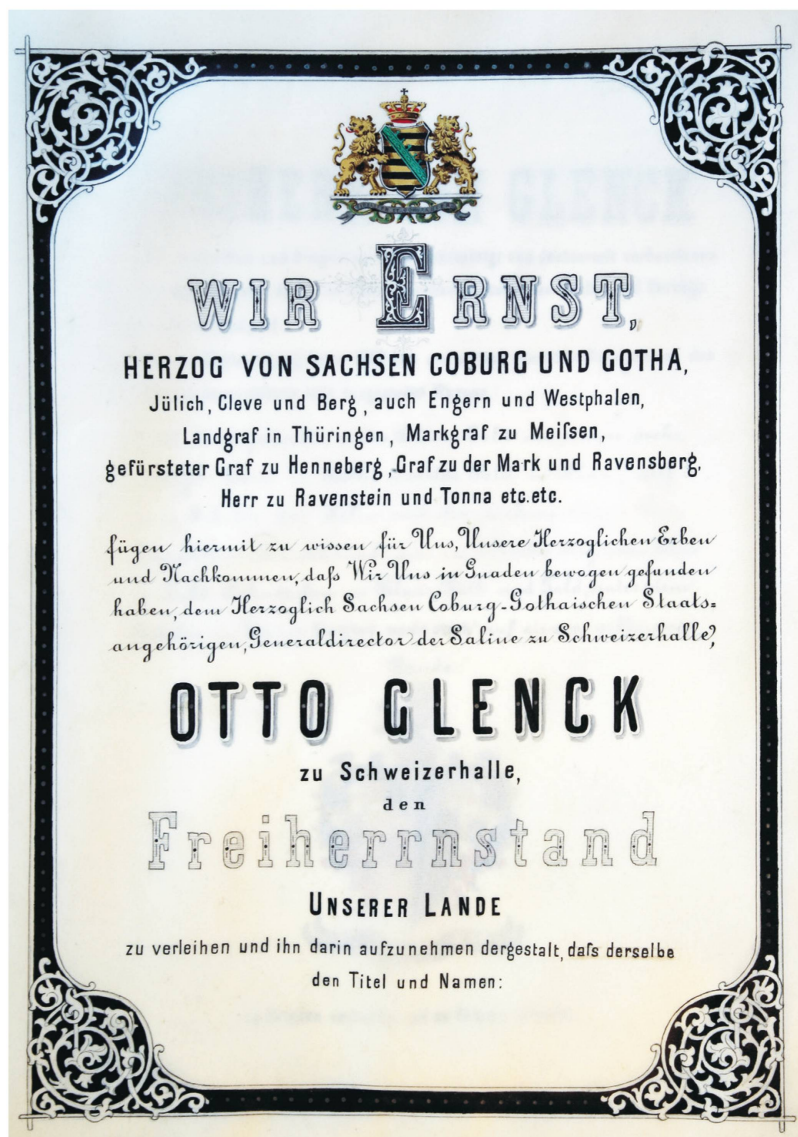 WIR ERNST,
HERZOG VON SACHSEN COBURG UND GOTHA,
Jülich, Cleve und Berg, auch Engern und Westphalen,
Landgraf in Thüringen, Markgraf zu Meiſsen,
gefürsteter Graf zu Henneberg, Graf zu der Mark und Ravensberg,
Herr zu Ravenstein und Tonna etc. etc.
fügen hiermit zu wissen für Uns, Unsere Herzoglichen Erben
und Nachkommen, daſs Wir Uns in Gnaden bewogen gefunden
haben, dem Herzoglich Sachsen Coburg-Gothaischen Staats=
angehörigen, Generaldirector der Saline zu Schweizerhalle,
OTTO GLENCK
zu Schweizerhalle,
den
Freiherrnstand
UNSERER LANDE
zu verleihen und ihn darin aufzunehmen dergestalt, daſs derselbe
den Titel und Namen: